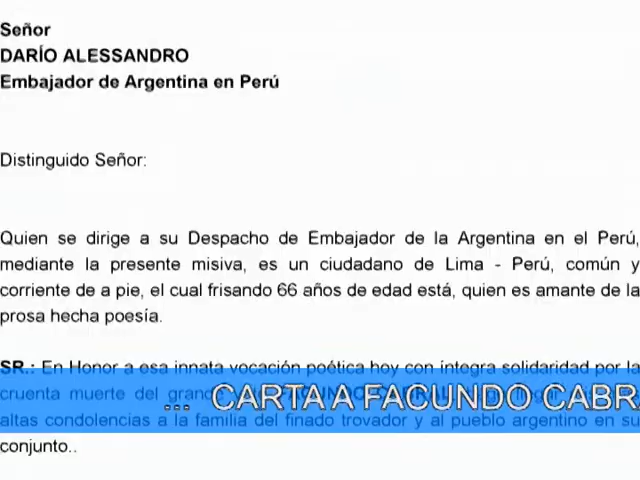 Señor
DARÍO ALESSANDRO
Embajador de Argentina en Perú
Distinguido Señor:
Quien se dirige a su Despacho de Embajador de la Argentina en el Perú,
mediante la presente misiva, es un ciudadano de Lima - Perú, común y
corriente de a pie, el cual frisando 66 años de edad está, quien es amante de la
prosa hecha poesía.
SR.: En Honor a esa innata vocación poética hoy con íntegra solidaridad por la
cruenta muerte del grand
... CARTA A FACUNDO CABRA
altas condolencias a la familia del finado trovador y al pueblo argentino en su
conjunto..